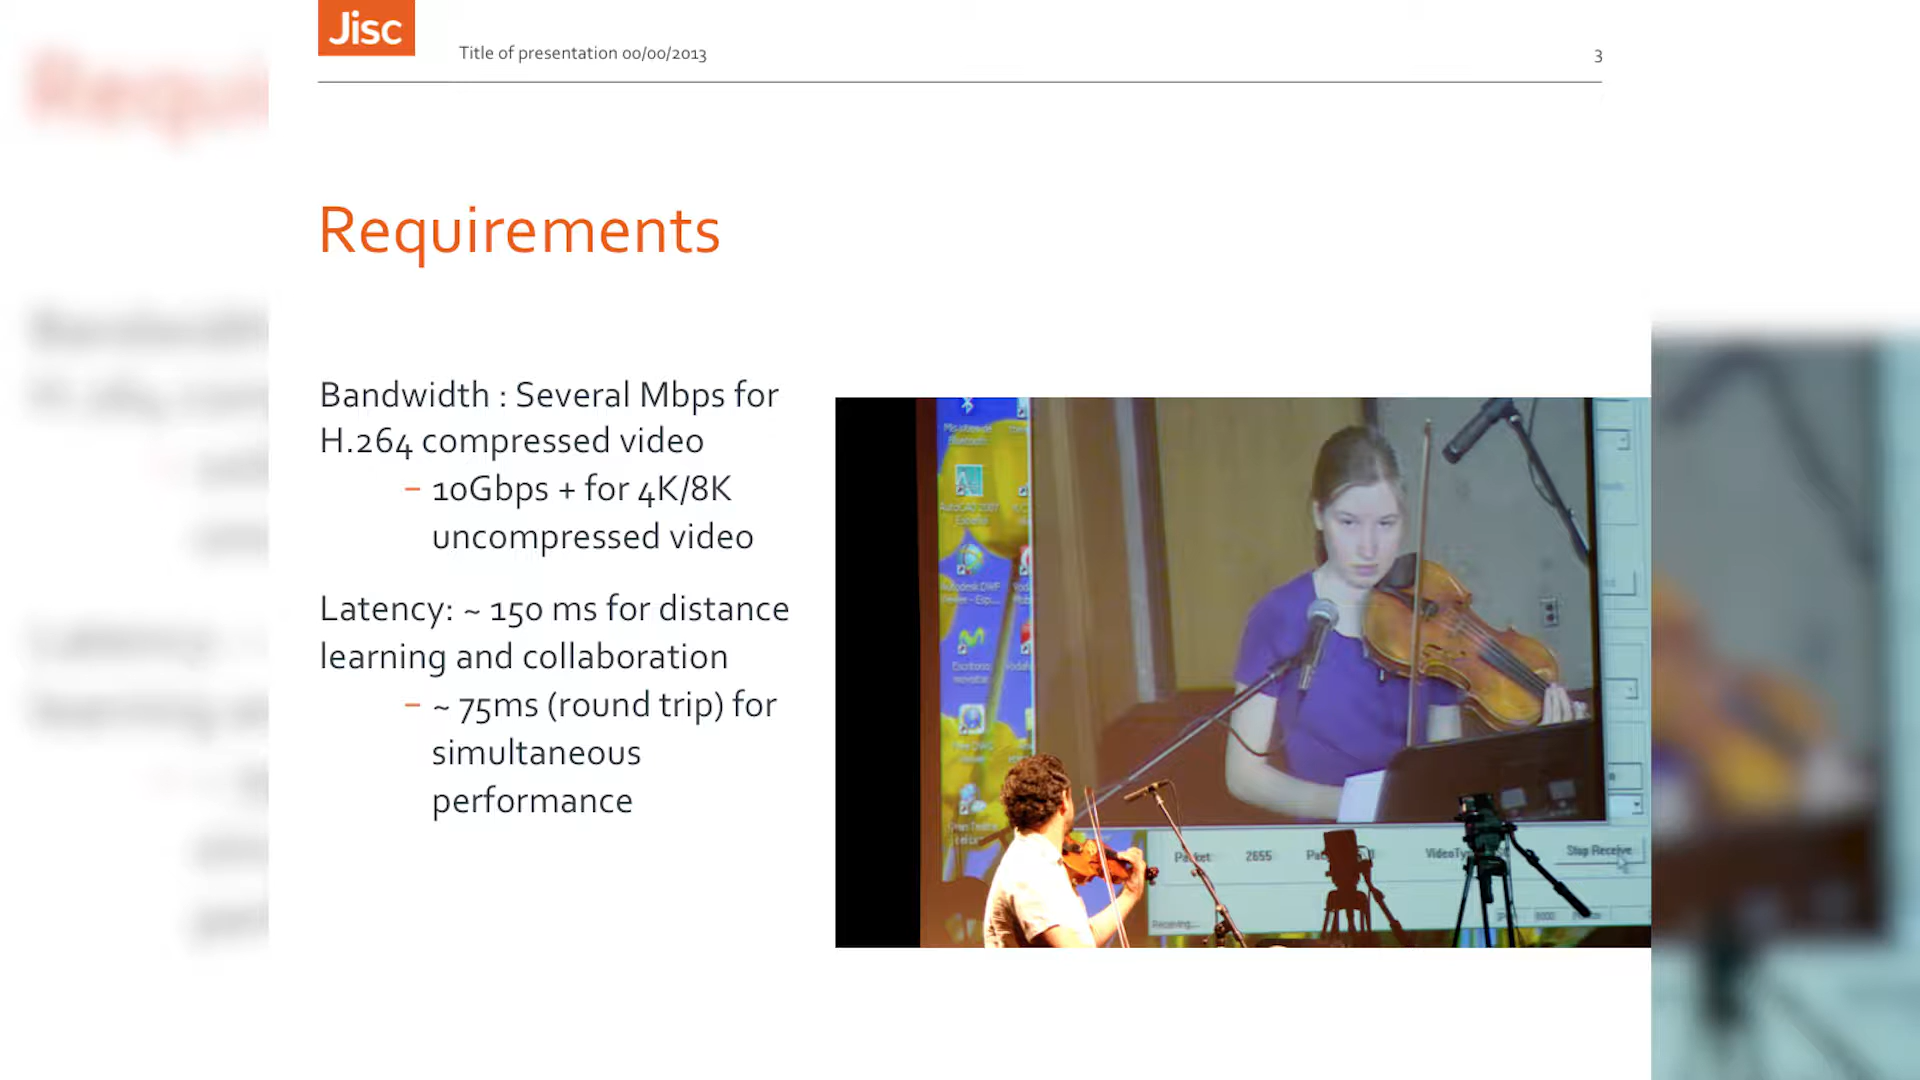 Jisc
Title of presentation 00/00/2013
3
Requirements
Bandwidth : Several Mbps for
H.264 compressed video
– 10Gbps + for 4K/8K
uncompressed video
Latency: ~ 150 ms for distance
learning and collaboration
– ~ 75ms (round trip) for
simultaneous
performance
Packet
2655
Stop Receive
Receiving...